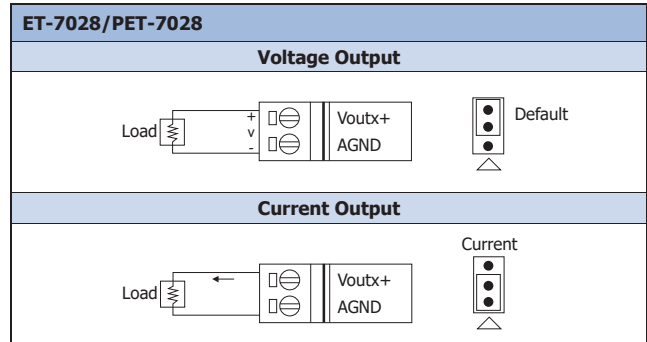 ET-7028/PET-7028
Voltage Output
Load
+
v
-
Voutx+
AGND
Default
Current Output
Load
Voutx+
AGND
Current